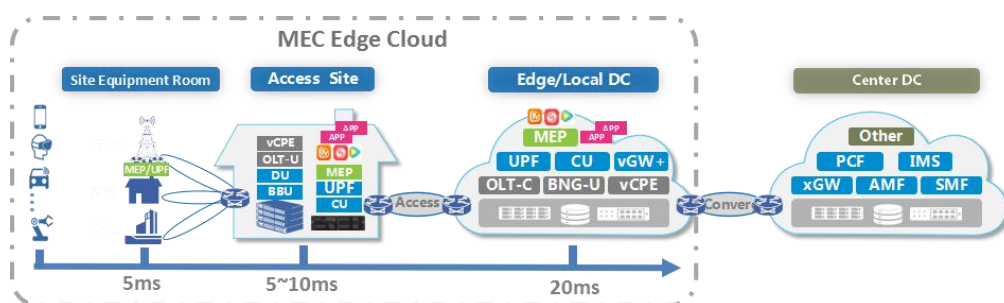 MEC Edge Cloud
Site Equipment Room
Access Site
Edge/Local DC
Center DC
MEP/UPF
vCPE
OLT-U
DU
BBU
APP
APP
MEP
UPF
CU
Access
APP
APP
MEP
UPF
CU
vGW+
OLT-C
BNG-U
vCPE
Conver
Other
PCF
IMS
xGW
AMF
SMF
5ms
5~10ms
20ms